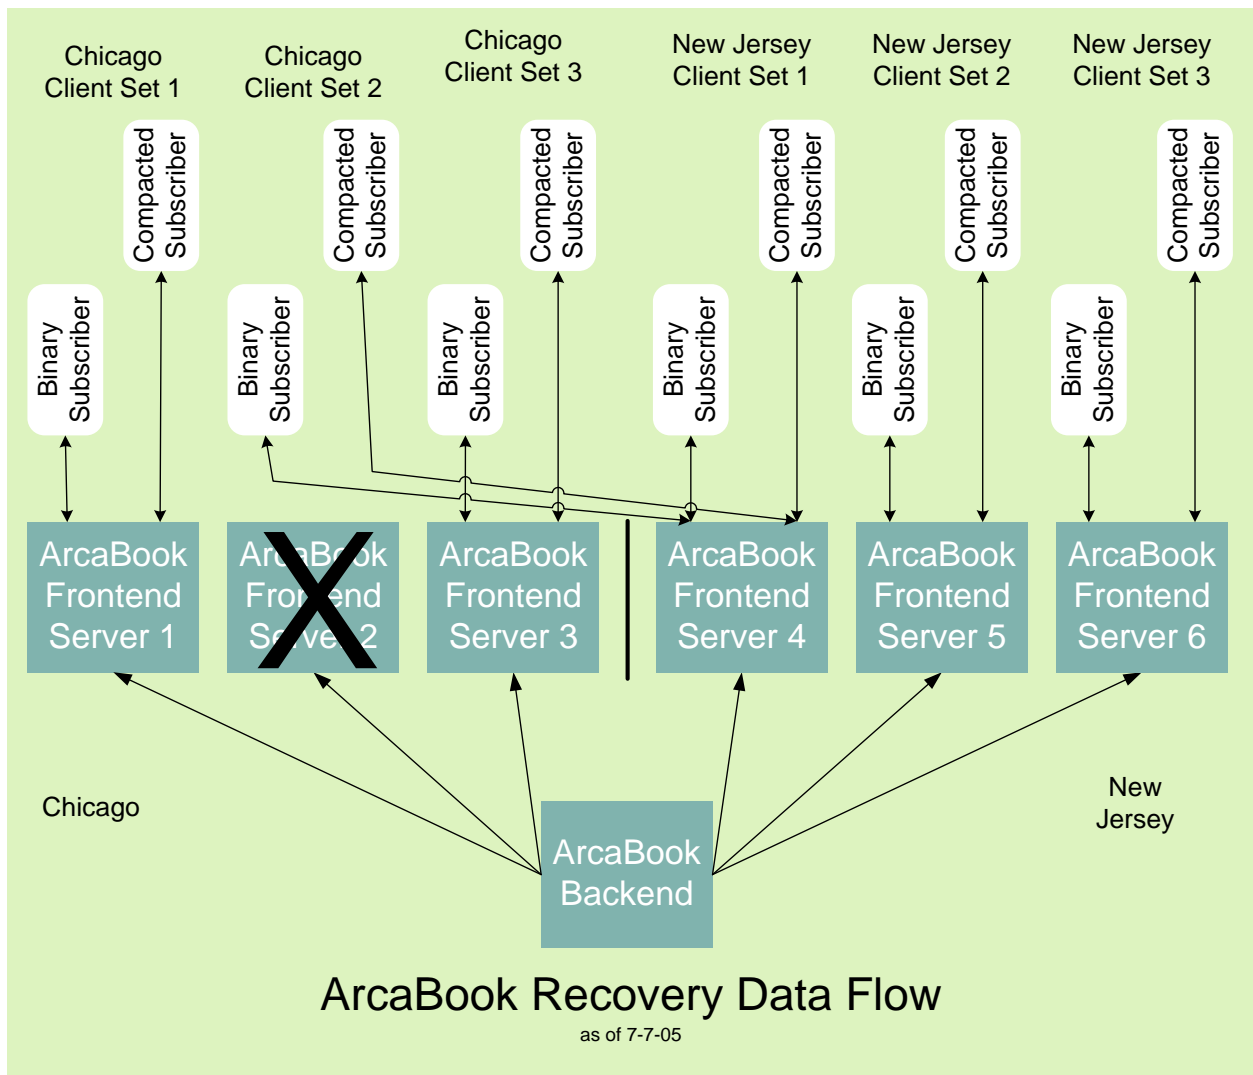 Chicago
Client Set 1
Chicago
Client Set 2
Chicago
Client Set 3
New Jersey
Client Set 1
New Jersey
Client Set 2
New Jersey
Client Set 3
Compacted
Subscriber
Compacted
Subscriber
Compacted
Subscriber
Compacted
Subscriber
Compacted
Subscriber
Compacted
Subscriber
Binary
Subscriber
Binary
Subscriber
Binary
Subscriber
Binary
Subscriber
Binary
Subscriber
Binary
Subscriber
ArcaBook
Frontend
Server 1
ArcaBook
Frontend
Server 2
X
ArcaBook
Frontend
Server 3
ArcaBook
Frontend
Server 4
ArcaBook
Frontend
Server 5
ArcaBook
Frontend
Server 6
Chicago
New
Jersey
ArcaBook
Backend
ArcaBook Recovery Data Flow
as of 7-7-05